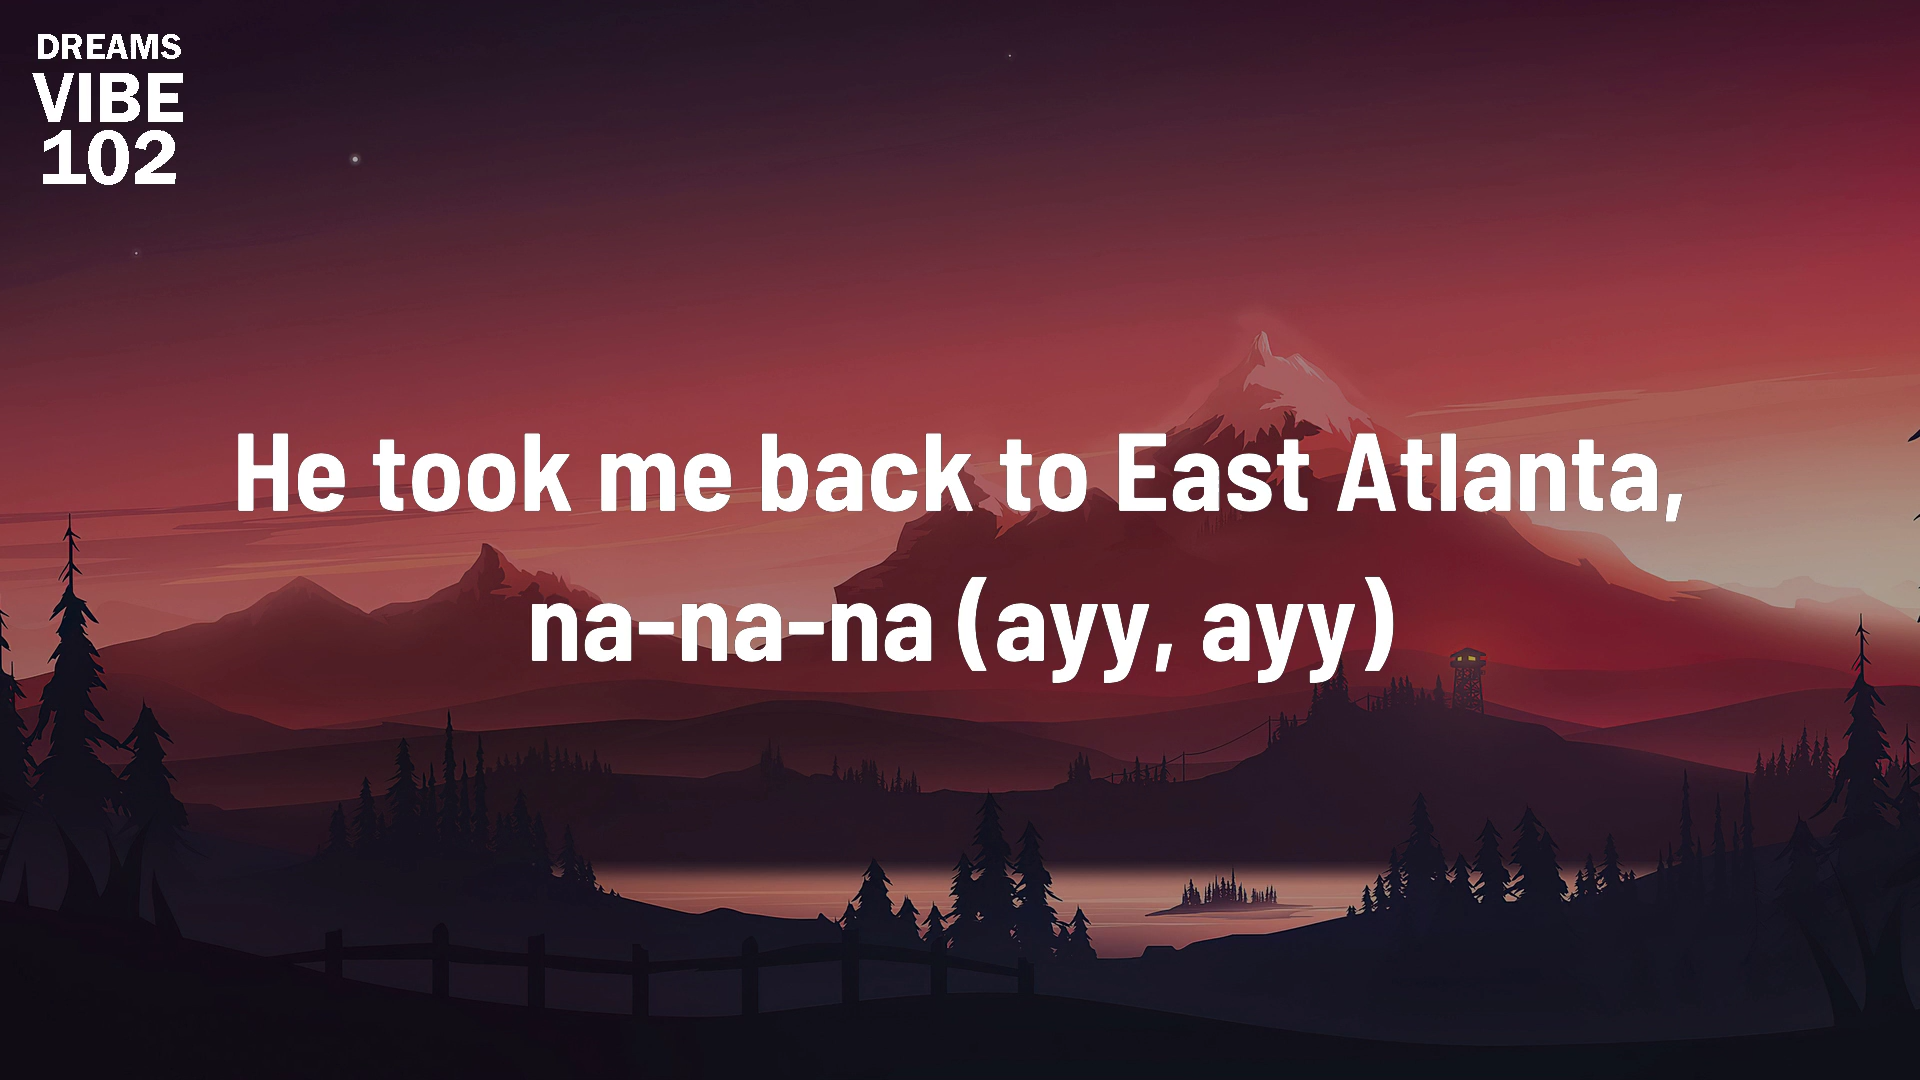 DREAMS
VIBE
102
He took me back to East Atlanta,
na-na-na (ayy, ayy)